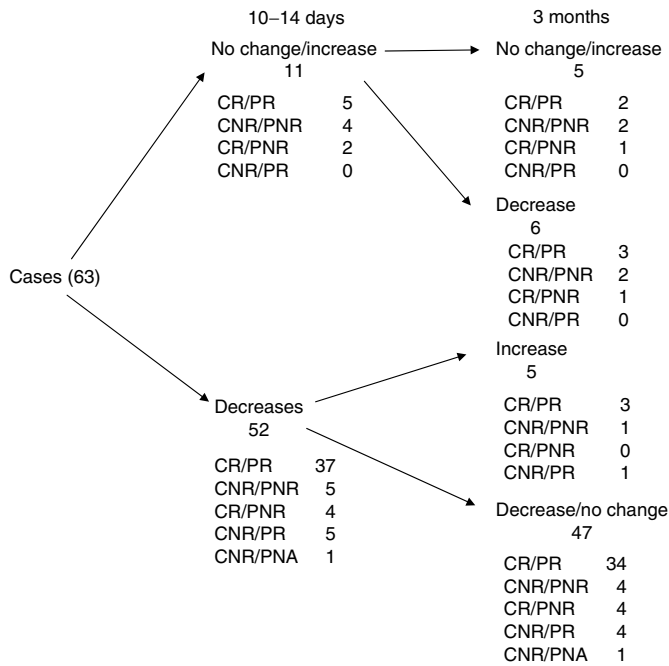 10–14 days
No change/increase
11
CR/PR 5
CNR/PNR 4
CR/PNR 2
CNR/PR 0
3 months
No change/increase
5
CR/PR 2
CNR/PNR 2
CR/PNR 1
CNR/PR 0
Decrease
6
CR/PR 3
CNR/PNR 2
CR/PNR 1
CNR/PR 0
Cases (63)
Decreases
52
CR/PR 37
CNR/PNR 5
CR/PNR 4
CNR/PR 5
CNR/PNA 1
Increase
5
CR/PR 3
CNR/PNR 1
CR/PNR 0
CNR/PR 1
Decrease/no change
47
CR/PR 34
CNR/PNR 4
CR/PNR 4
CNR/PR 4
CNR/PNA 1